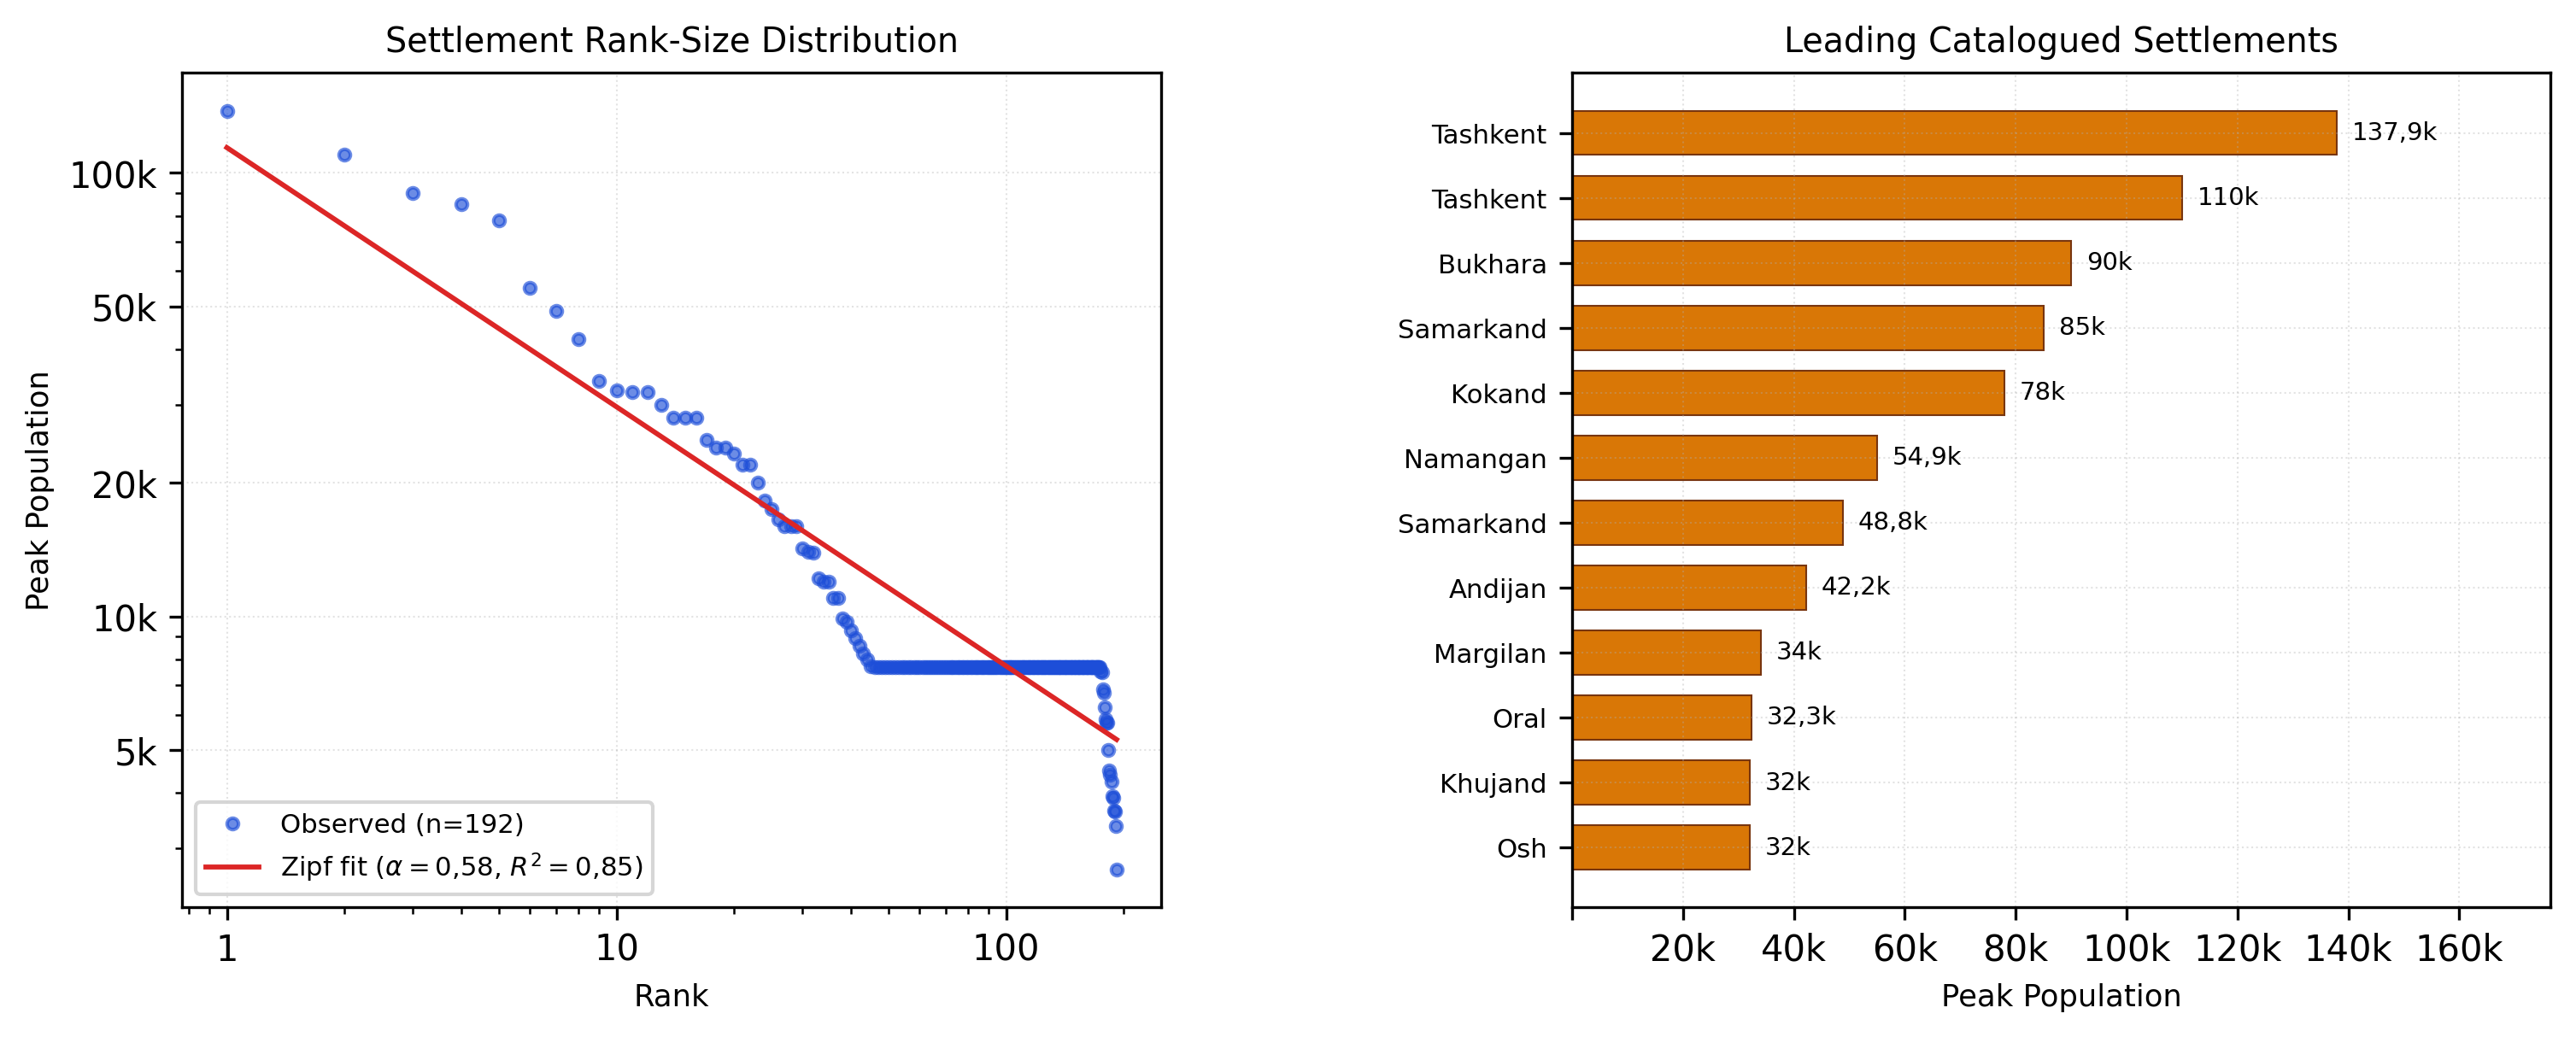 Settlement Rank-Size Distribution
100k
50k
20k
10k
5k
Peak Population
Observed (n=192)
Zipf fit (α = 0,58, R² = 0,85)
1
10
100
Rank
Leading Catalogued Settlements
Tashkent 137,9k
Tashkent 110k
Bukhara 90k
Samarkand 85k
Kokand 78k
Namangan 54,9k
Samarkand 48,8k
Andijan 42,2k
Margilan 34k
Oral 32,3k
Khujand 32k
Osh 32k
20k 40k 60k 80k 100k 120k 140k 160k
Peak Population